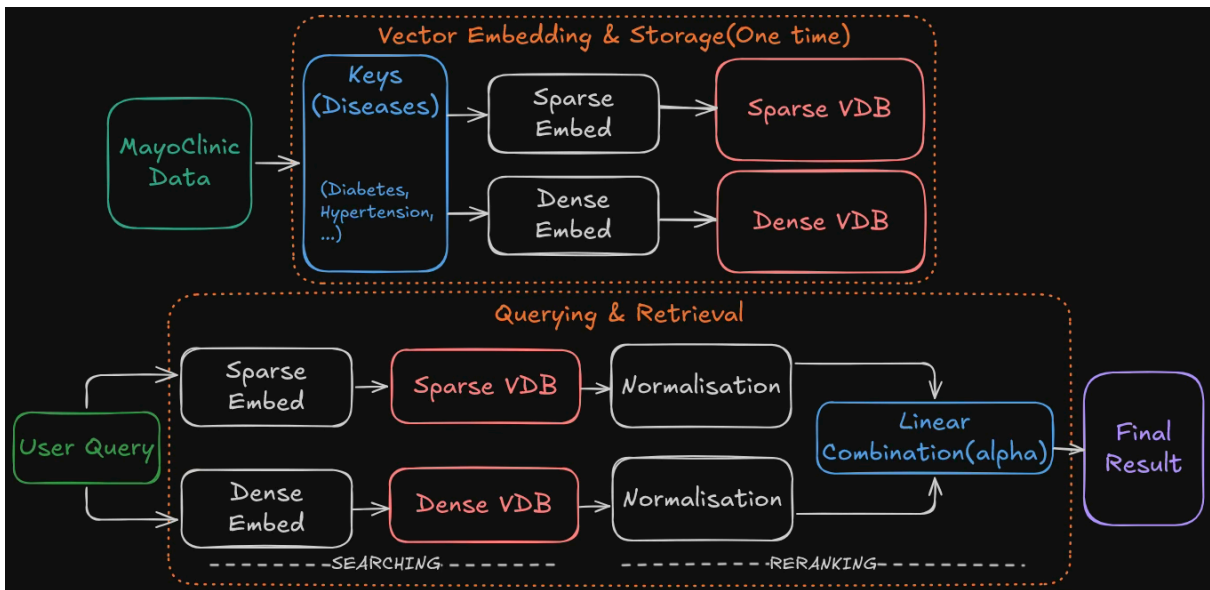 Vector Embedding & Storage(One time)
MayoClinic
Data
Keys
(Diseases)
(Diabetes,
Hypertension,
...)
Sparse
Embed
Sparse VDB
Dense
Embed
Dense VDB
Querying & Retrieval
User Query
Sparse
Embed
Sparse VDB
Normalisation
Dense
Embed
Dense VDB
Normalisation
Linear
Combination(alpha)
Final
Result
SEARCHING
RERANKING